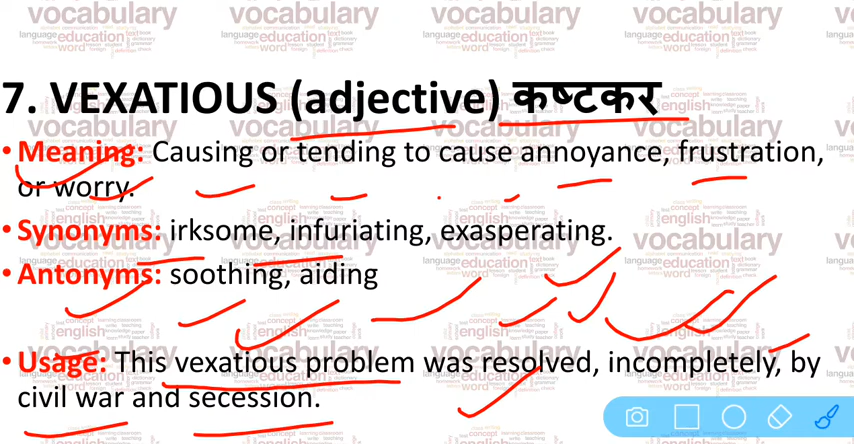 7. VEXATIOUS (adjective) कष्टकर
• Meaning: Causing or tending to cause annoyance, frustration,
or worry.
• Synonyms: irksome, infuriating, exasperating.
• Antonyms: soothing, aiding
• Usage: This vexatious problem was resolved, incompletely, by
civil war and secession.